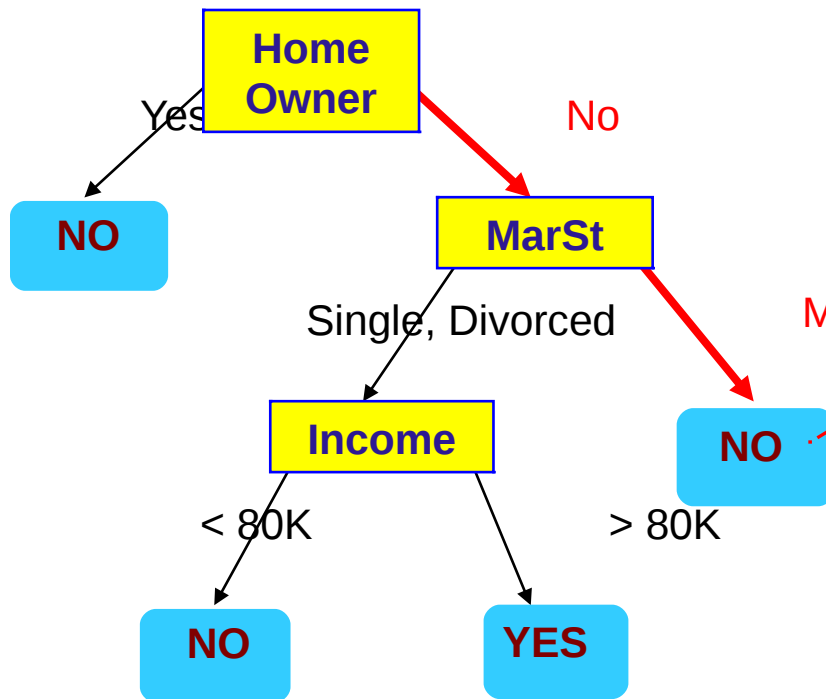 Home
Owner
Yes
No
NO
MarSt
Single, Divorced
Income
NO
< 80K
> 80K
NO
YES